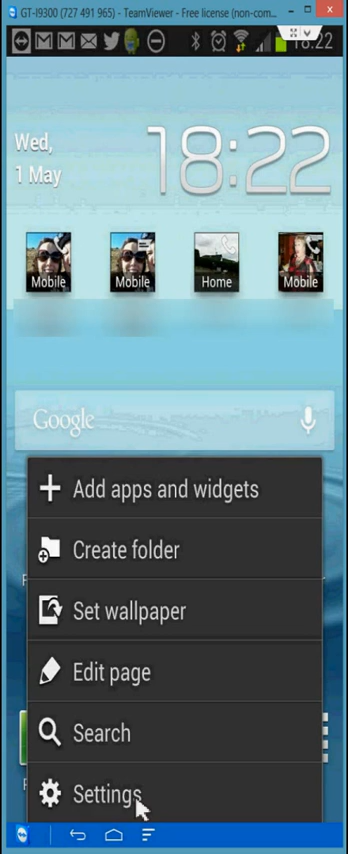 GT-I9300 (727 491 965) - TeamViewer - Free license (non-com...
18:22
Wed,
1 May
18:22
Mobile
Mobile
Home
Mobile
Google
Add apps and widgets
Create folder
Set wallpaper
Edit page
Search
Settings